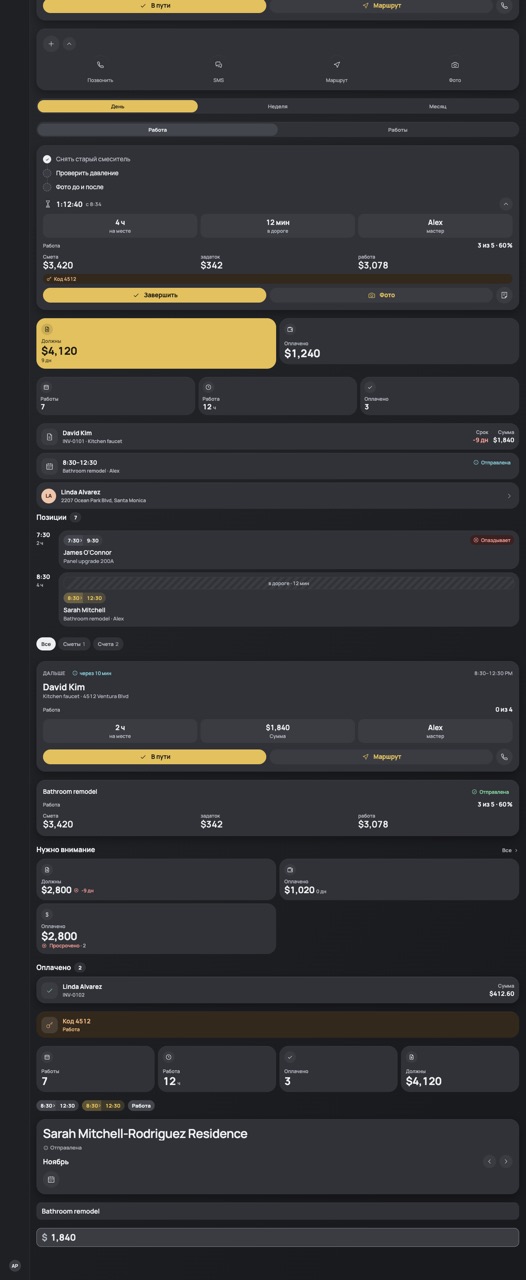 В пути
Маршрут
Позвонить
SMS
Маршрут
Фото
День
Неделя
Месяц
Работа
Работы
Снять старый смеситель
Проверить давление
Фото до и после
1:12:40 с 8:34
4 ч
на месте
12 мин
в дороге
Alex
мастер
Работа
3 из 5 · 60%
Смета
$3,420
задаток
$342
работа
$3,078
Код 4512
Завершить
Фото
Должны
$4,120
9 дн
Оплачено
$1,240
Работы
7
Работа
12 ч
Оплачено
3
David Kim
INV-0101 · Kitchen faucet
Срок
-9 дн
Сумма
$1,840
8:30–12:30
Bathroom remodel · Alex
Отправлена
LA
Linda Alvarez
2207 Ocean Park Blvd, Santa Monica
Позиции 7
7:30
2 ч
7:30 9:30
Опаздывает
James O'Connor
Panel upgrade 200A
8:30
4 ч
в дороге · 12 мин
8:30 12:30
Sarah Mitchell
Bathroom remodel · Alex
Все
Сметы 1
Счета 2
ДАЛЬШЕ
через 10 мин
8:30–12:30 PM
David Kim
Kitchen faucet · 4512 Ventura Blvd
Работа
0 из 4
2 ч
на месте
$1,840
Сумма
Alex
мастер
В пути
Маршрут
Bathroom remodel
Отправлена
Работа
3 из 5 · 60%
Смета
$3,420
задаток
$342
работа
$3,078
Нужно внимание
Все
Должны
$2,800 -9 дн
Оплачено
$1,020 0 дн
Оплачено
$2,800
Просрочено · 2
Оплачено 2
Linda Alvarez
INV-0102
Сумма
$412.60
Код 4512
Работа
Работы
7
Работа
12 ч
Оплачено
3
Должны
$4,120
8:30 12:30
8:30 12:30
Работа
Sarah Mitchell-Rodriguez Residence
Отправлена
Ноябрь
Bathroom remodel
$ 1,840
AP